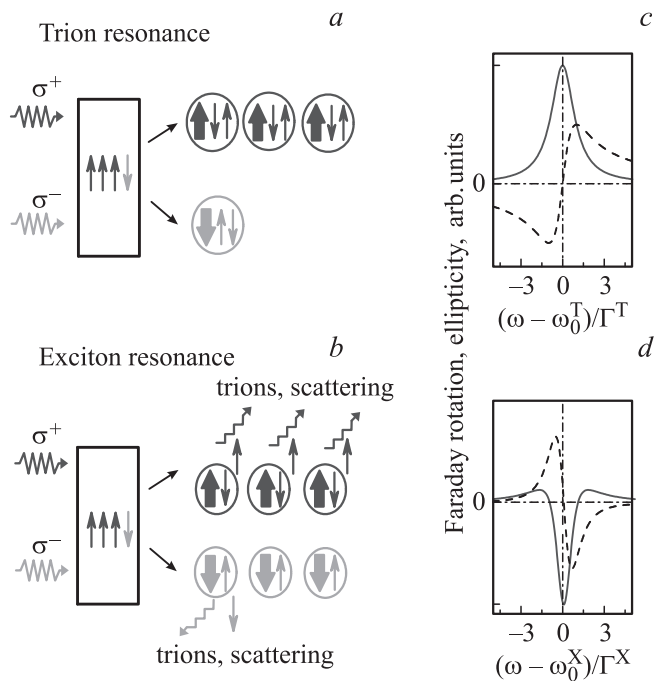 a
Trion resonance
σ+
σ−
b
Exciton resonance
trions, scattering
σ+
σ−
trions, scattering
Faraday rotation, ellipticity, arb. units
c
0
−3 0 3
(ω − ω₀ᵀ)/Γᵀ
d
0
−3 0 3
(ω − ω₀ˣ)/Γˣ